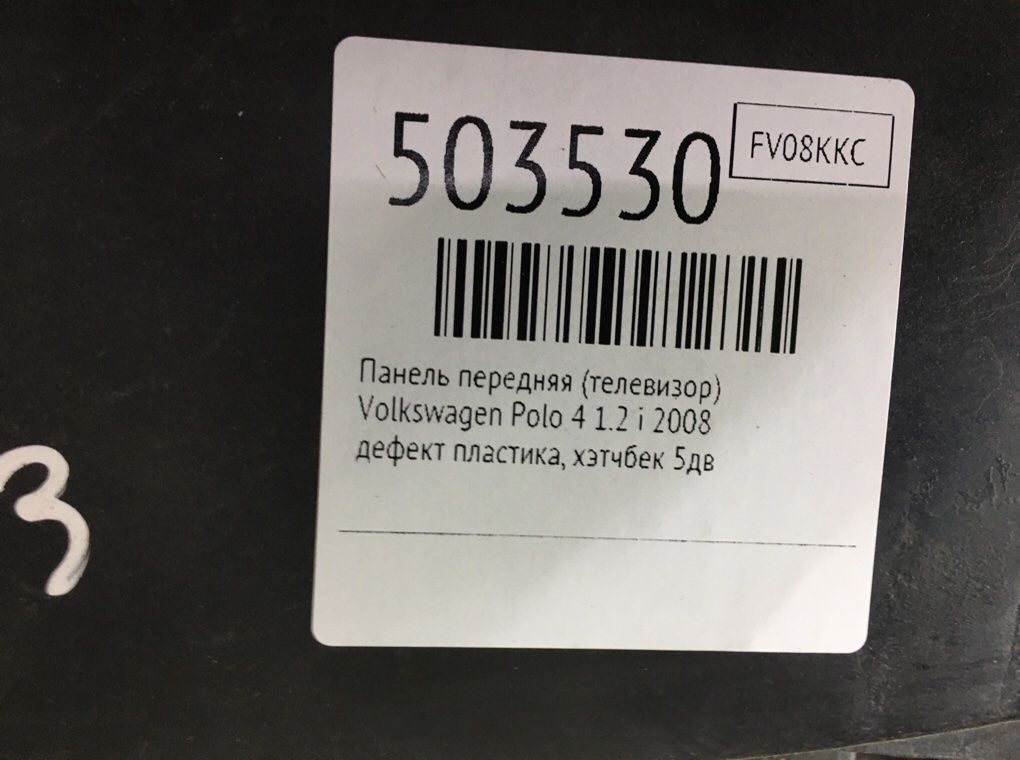 503530
FV08KKC
Панель передняя (телевизор)
Volkswagen Polo 4 1.2 i 2008
дефект пластика, хэтчбек 5дв
3